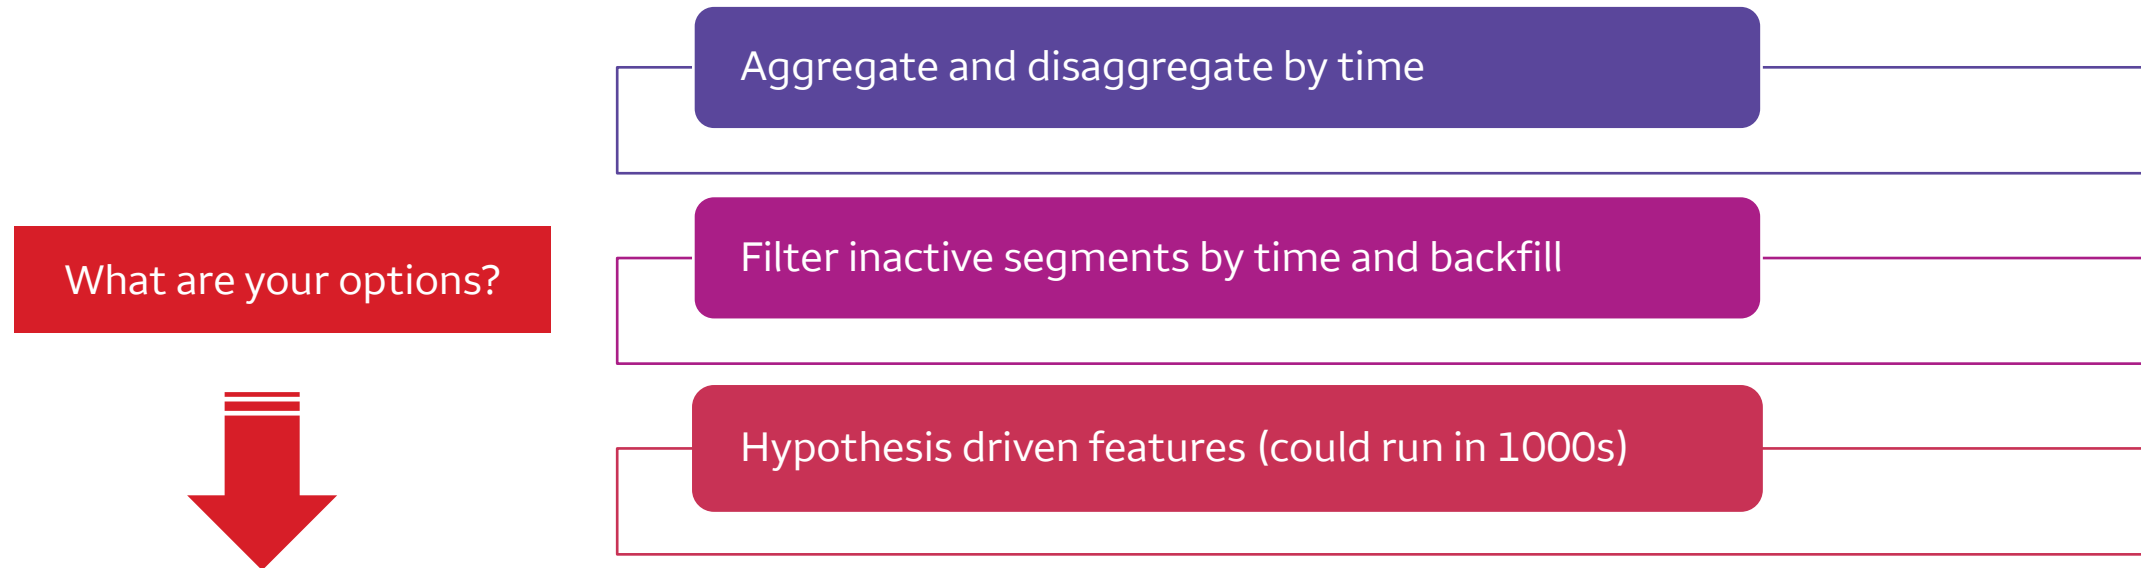 What are your options?
Aggregate and disaggregate by time
Filter inactive segments by time and backfill
Hypothesis driven features (could run in 1000s)